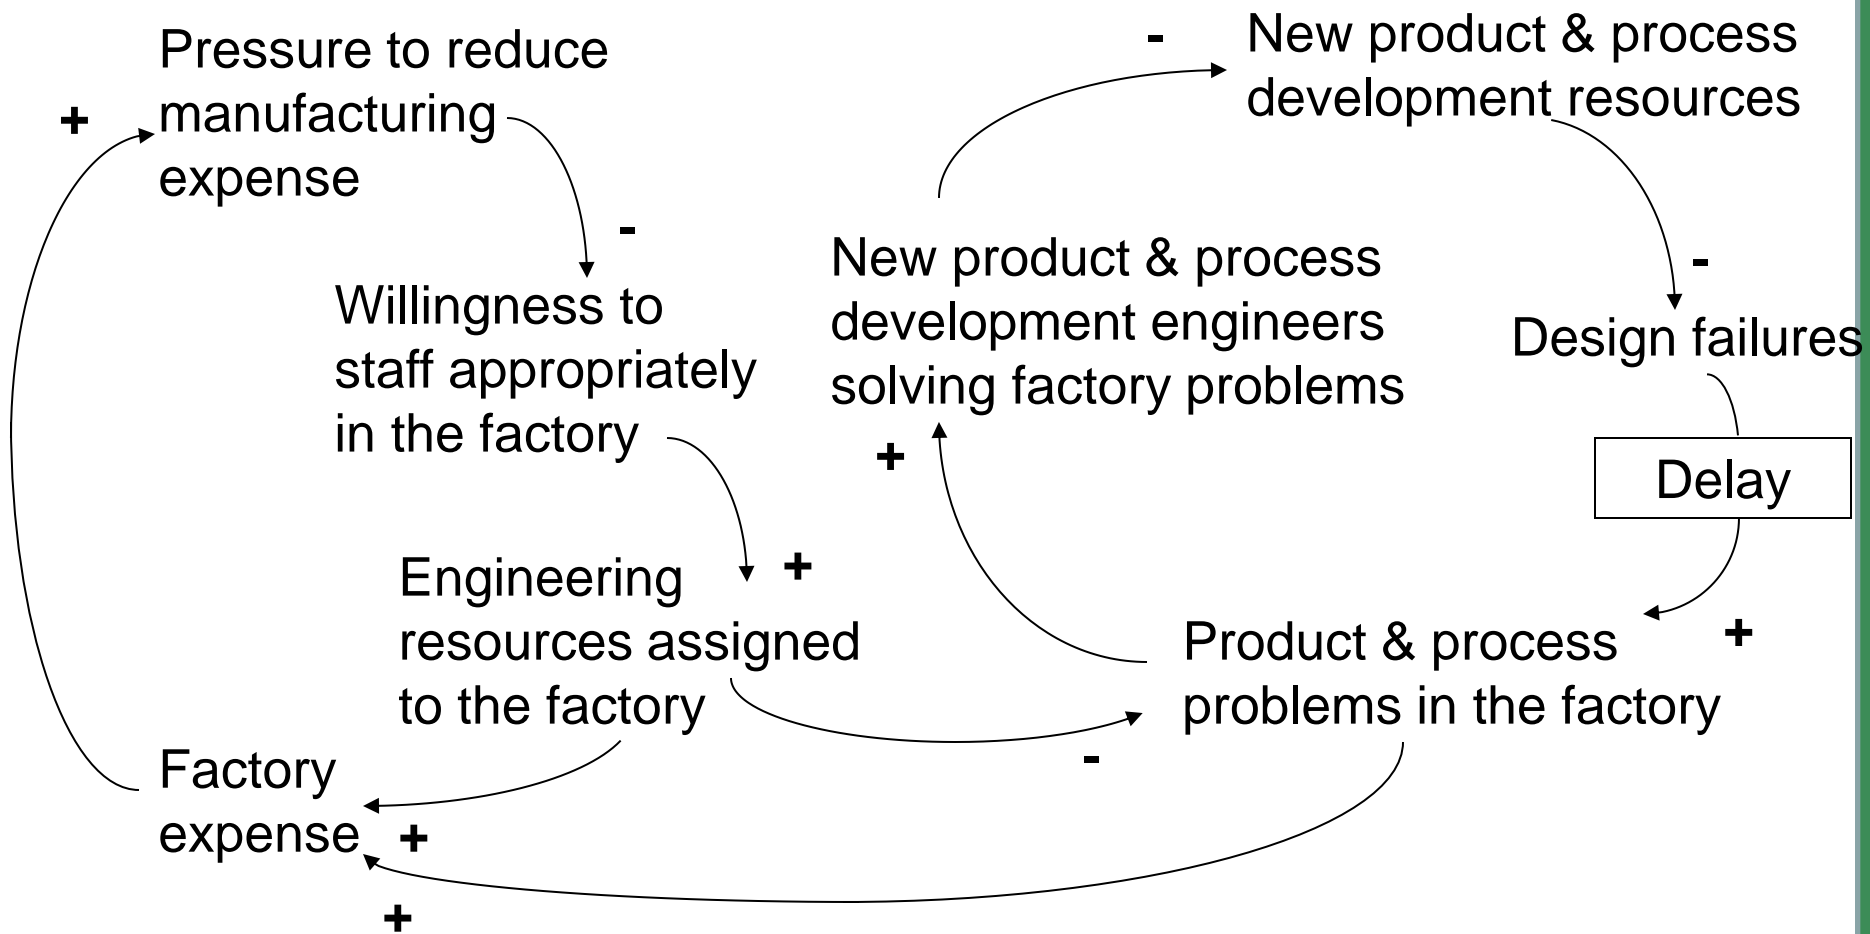 Pressure to reduce
manufacturing
expense
+
-
Willingness to
staff appropriately
in the factory
+
Engineering
resources assigned
to the factory
Factory
expense
+
+
-
New product & process
development resources
-
New product & process
development engineers
solving factory problems
+
-
Design failures
Delay
+
Product & process
problems in the factory
-